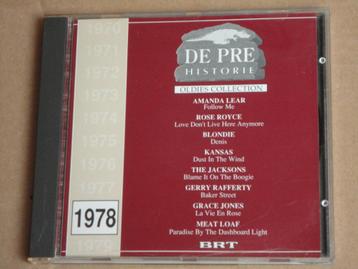 1970
1971
1972
1973
1974
1975
1976
1977
1978
1979
DE PRE
HISTORIE
OLDIES COLLECTION
AMANDA LEAR
Follow Me
ROSE ROYCE
Love Don't Live Here Anymore
BLONDIE
Denis
KANSAS
Dust In The Wind
THE JACKSONS
Blame It On The Boogie
GERRY RAFFERTY
Baker Street
GRACE JONES
La Vie En Rose
MEAT LOAF
Paradise By The Dashboard Light
BRT